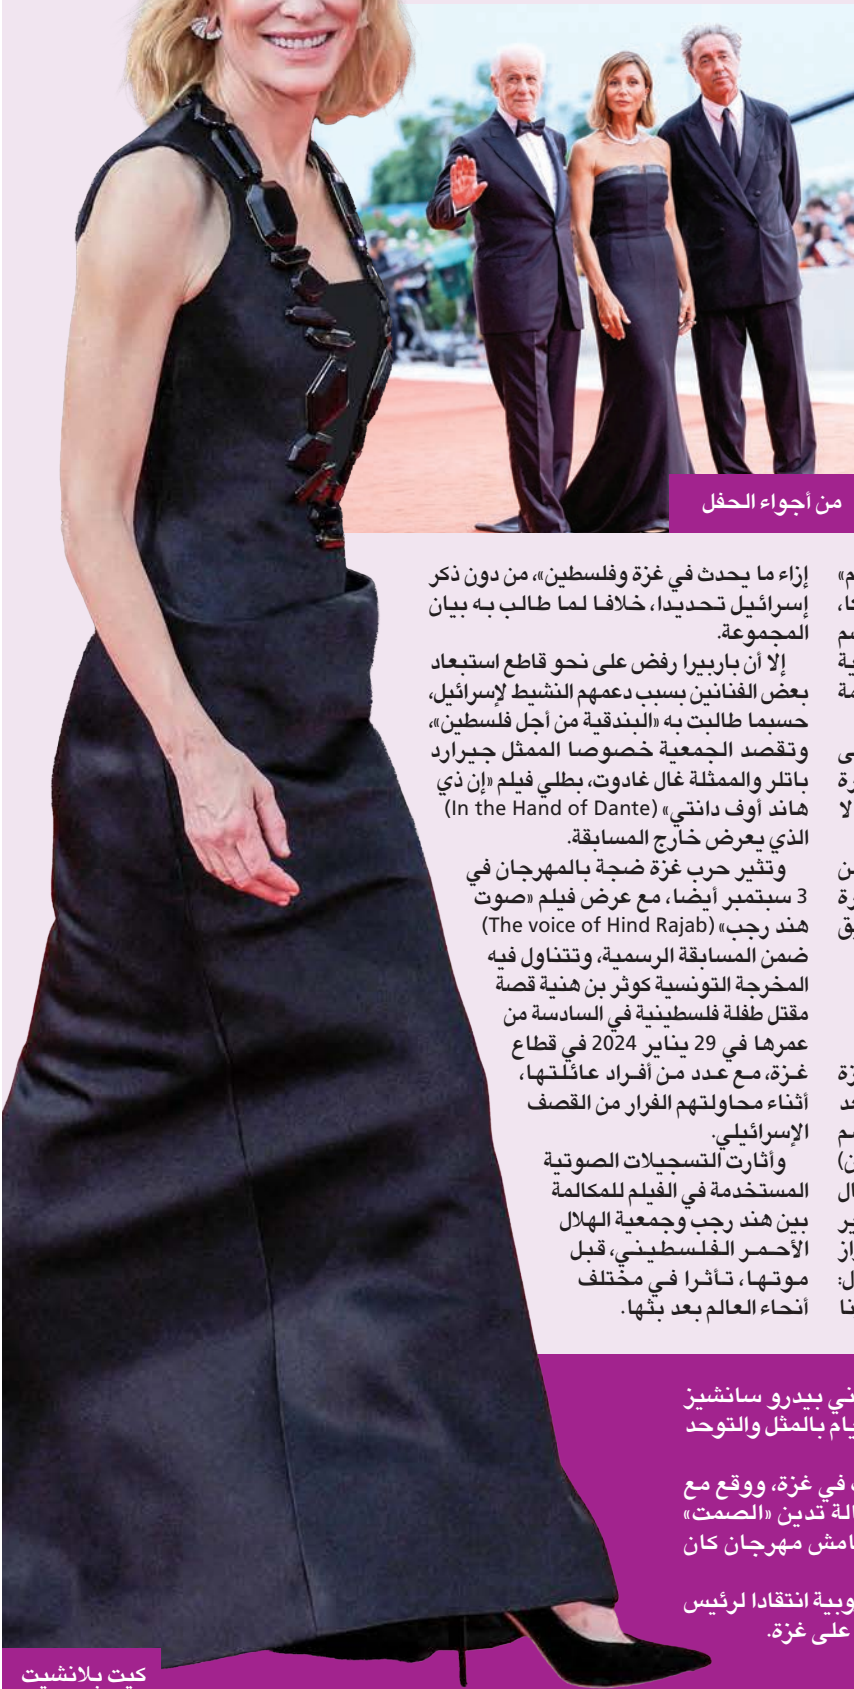 من أجواء الحفل
إزاء ما يحدث في غزة وفلسطين»، من دون ذكر
إسرائيل تحديدا، خلافا لما طالب به بيان
المجموعة.
إلا أن باربيرا رفض على نحو قاطع استبعاد
بعض الفنانين بسبب دعمهم النشيط لإسرائيل،
حسبما طالبت به «البندقية من أجل فلسطين»،
وتقصد الجمعية خصوصا الممثل جيرارد
باتلر والممثلة غال غادوت، بطلي فيلم «إن ذي
هاند أوف دانتي» (In the Hand of Dante)
الذي يعرض خارج المسابقة.
وتثير حرب غزة ضجة بالمهرجان في
3 سبتمبر أيضا، مع عرض فيلم «صوت
هند رجب» (The voice of Hind Rajab)
ضمن المسابقة الرسمية، وتتناول فيه
المخرجة التونسية كوثر بن هنية قصة
مقتل طفلة فلسطينية في السادسة من
عمرها في 29 يناير 2024 في قطاع
غزة، مع عدد من أفراد عائلتها،
أثناء محاولتهم الفرار من القصف
الإسرائيلي.
وأثارت التسجيلات الصوتية
المستخدمة في الفيلم للمكالمة
بين هند رجب وجمعية الهلال
الأحمر الفلسطيني، قبل
موتها، تأثرا في مختلف
أنحاء العالم بعد بثها.
بيدرو سانشيز
بالمثل والتوحد
في غزة، ووقع مع
تدين «الصمت»
مهرجان كان
انتقادا لرئيس
على غزة.
كيت بلانشيت